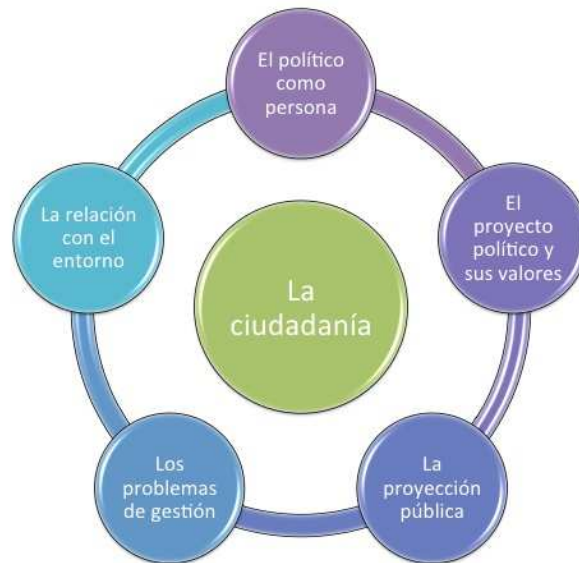 El político
como
persona
El
proyecto
político y
sus valores
La
proyección
pública
Los
problemas
de gestión
La relación
con el
entorno
La
ciudadanía